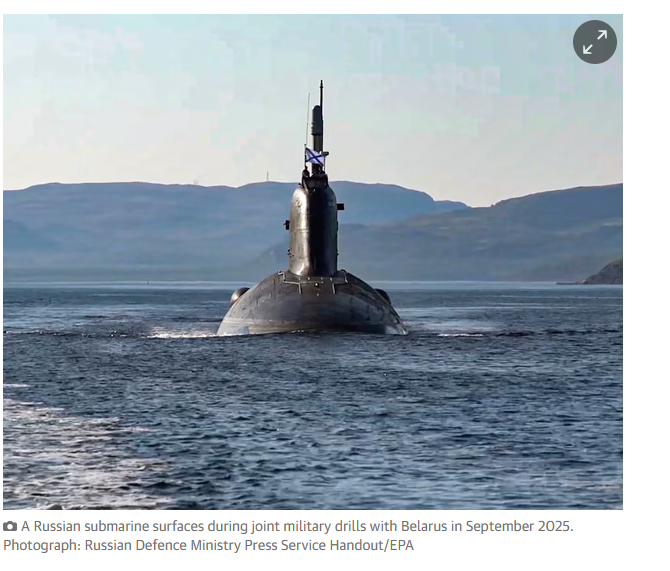 A Russian submarine surfaces during joint military drills with Belarus in September 2025.
Photograph: Russian Defence Ministry Press Service Handout/EPA